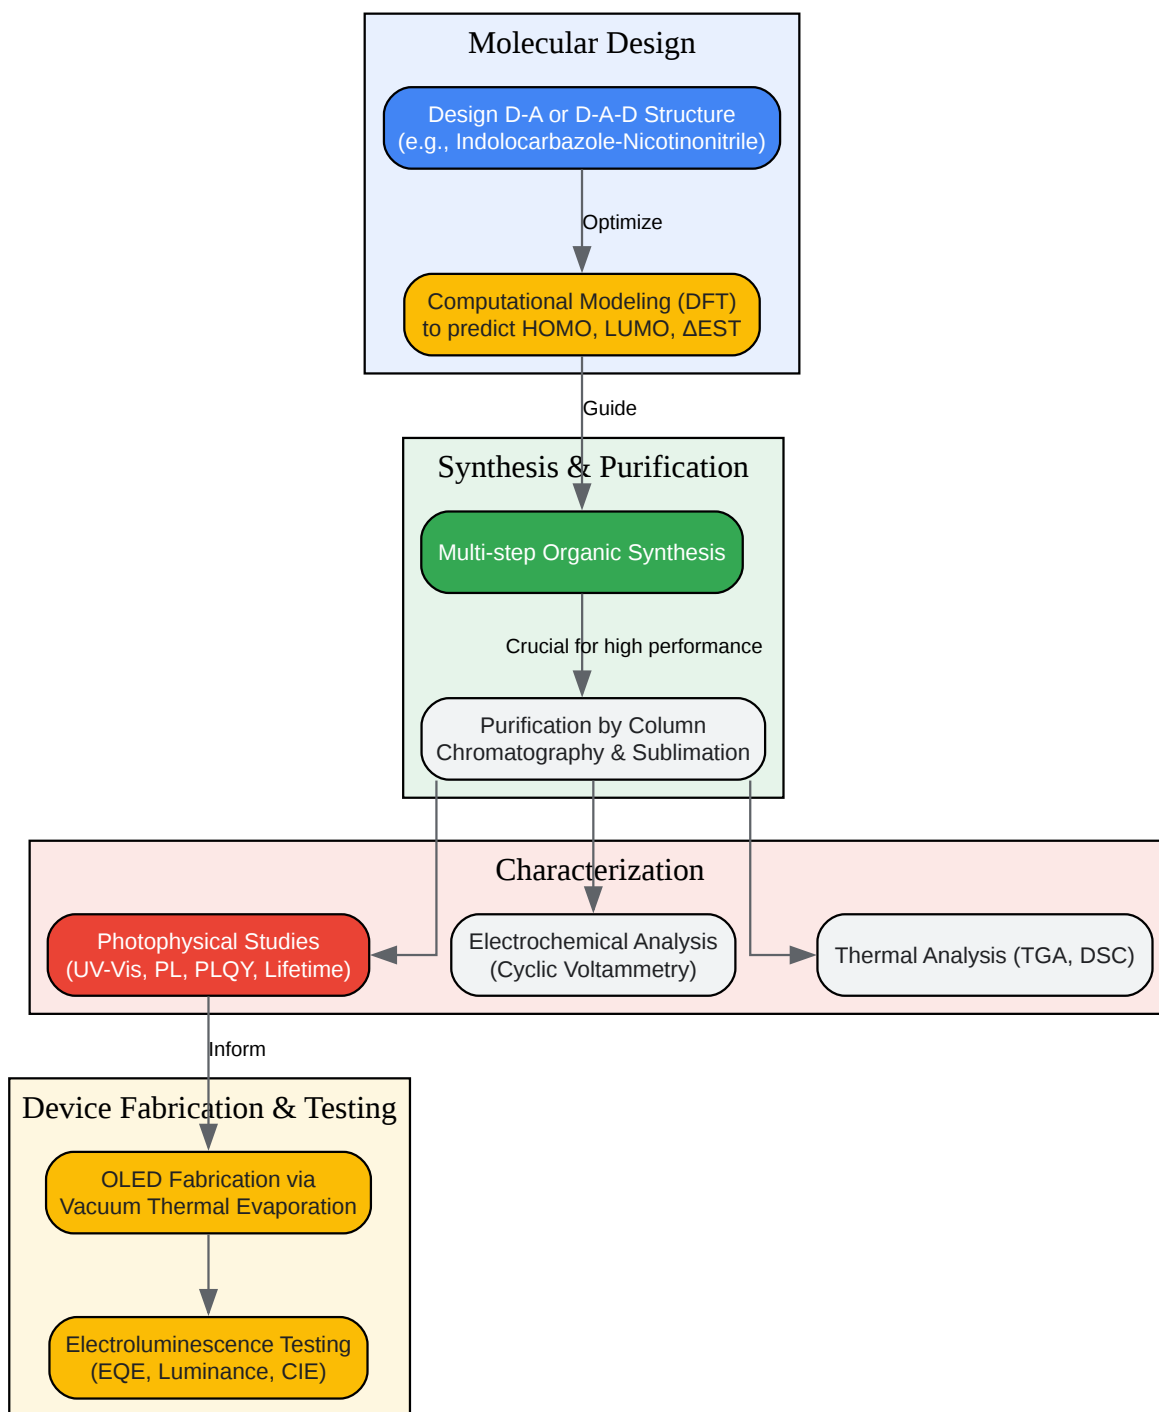 Molecular Design
Design D-A or D-A-D Structure
(e.g., Indolocarbazole-Nicotinonitrile)
Optimize
Computational Modeling (DFT)
to predict HOMO, LUMO, ΔEST
Guide
Synthesis & Purification
Multi-step Organic Synthesis
Crucial for high performance
Purification by Column
Chromatography & Sublimation
Characterization
Photophysical Studies
(UV-Vis, PL, PLQY, Lifetime)
Electrochemical Analysis
(Cyclic Voltammetry)
Thermal Analysis (TGA, DSC)
Inform
Device Fabrication & Testing
OLED Fabrication via
Vacuum Thermal Evaporation
Electroluminescence Testing
(EQE, Luminance, CIE)